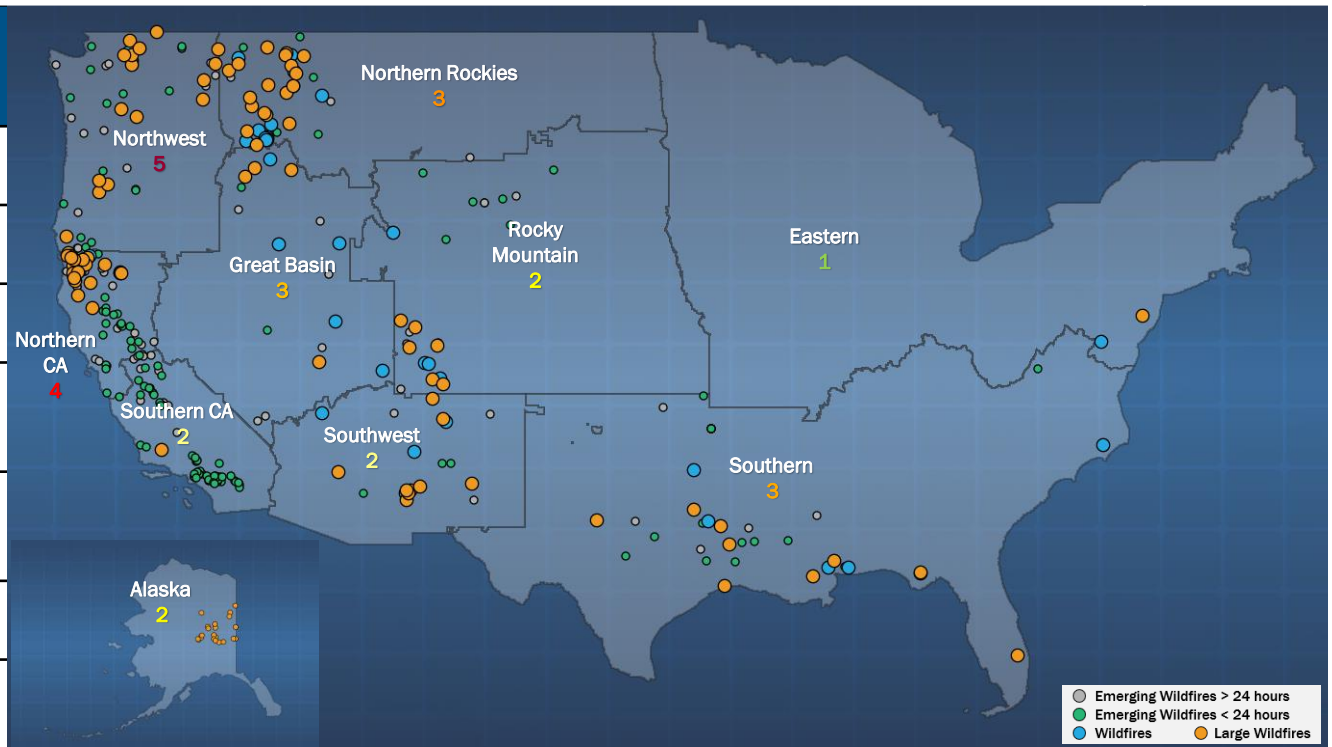 Northern Rockies
3
Northwest
5
Rocky
Mountain
2
Eastern
1
Great Basin
3
Northern
CA
4
Southern CA
2
Southwest
2
Southern
3
Alaska
2
Emerging Wildfires > 24 hours
Emerging Wildfires < 24 hours
Wildfires
Large Wildfires